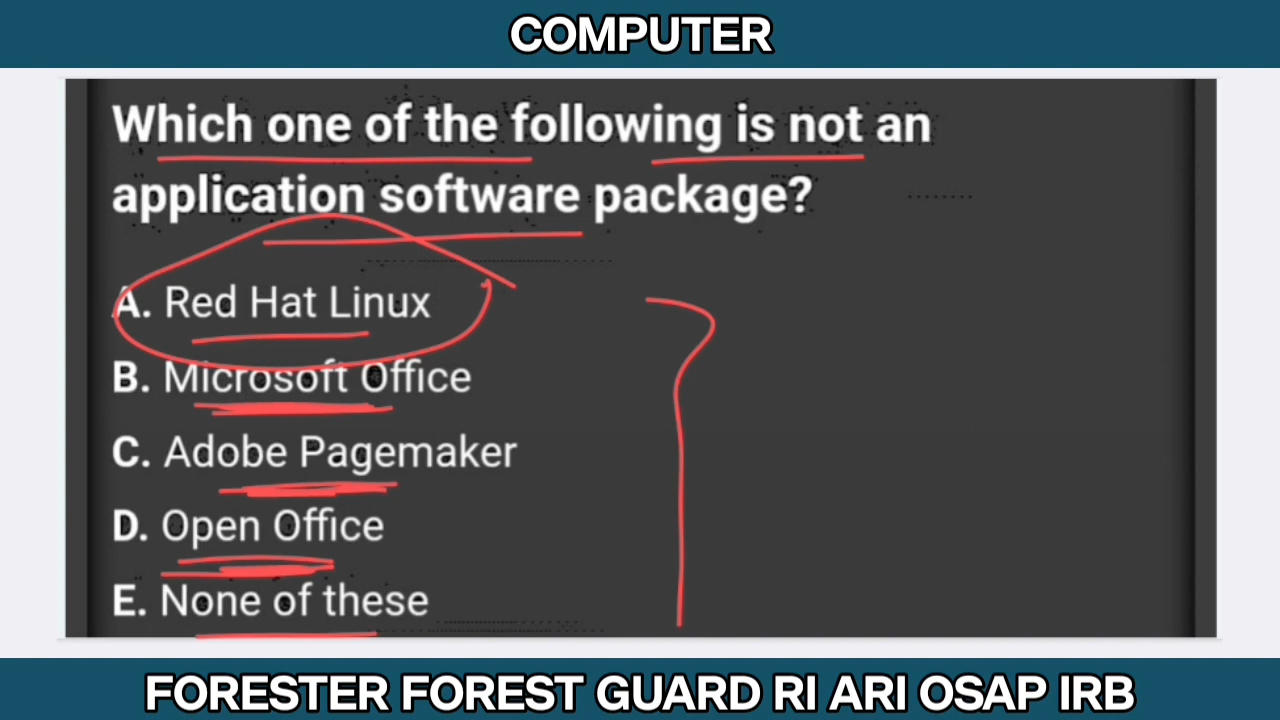 COMPUTER
Which one of the following is not an
application software package?
A. Red Hat Linux
B. Microsoft Office
C. Adobe Pagemaker
D. Open Office
E. None of these
FORESTER FOREST GUARD RI ARI OSAP IRB